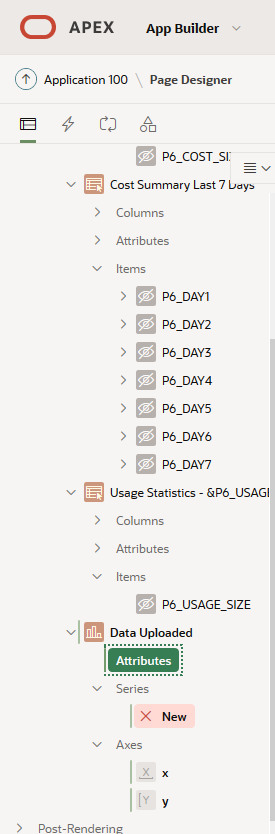 APEX App Builder
Application 100 \ Page Designer
P6_COST_SI
Cost Summary Last 7 Days
Columns
Attributes
Items
P6_DAY1
P6_DAY2
P6_DAY3
P6_DAY4
P6_DAY5
P6_DAY6
P6_DAY7
Usage Statistics - &P6_USAGI
Columns
Attributes
Items
P6_USAGE_SIZE
Data Uploaded
Attributes
Series
New
Axes
x
y
Post-Rendering